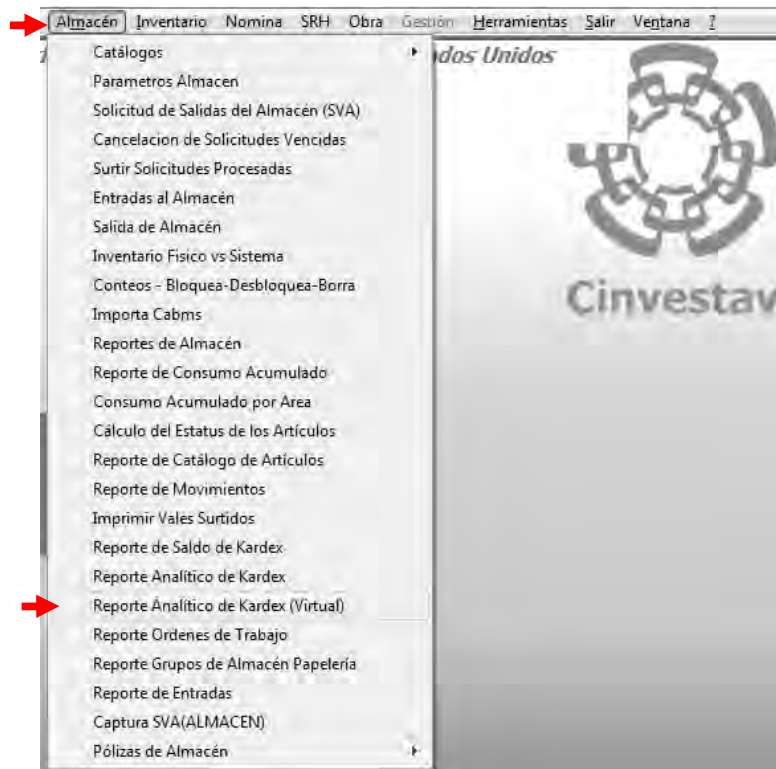 Almacén Inventario Nomina SRH Obra Gestión Herramientas Salir Ventana ?
dos Unidos
Catálogos
Parametros Almacen
Solicitud de Salidas del Almacén (SVA)
Cancelacion de Solicitudes Vencidas
Surtir Solicitudes Procesadas
Entradas al Almacén
Salida de Almacén
Inventario Fisico vs Sistema
Conteos - Bloquea-Desbloquea-Borra
Importa Cabms
Reportes de Almacén
Reporte de Consumo Acumulado
Consumo Acumulado por Area
Cálculo del Estatus de los Artículos
Reporte de Catálogo de Artículos
Reporte de Movimientos
Imprimir Vales Surtidos
Reporte de Saldo de Kardex
Reporte Analítico de Kardex
Reporte Analítico de Kardex (Virtual)
Reporte Ordenes de Trabajo
Reporte Grupos de Almacén Papelería
Reporte de Entradas
Captura SVA(ALMACEN)
Pólizas de Almacén
Cinvestav